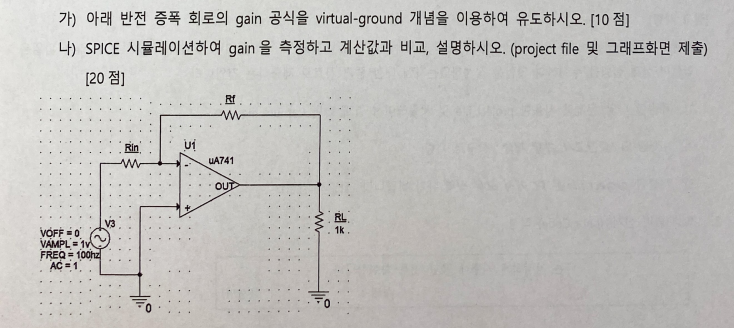 가) 아래 반전 증폭 회로의 gain 공식을 virtual-ground 개념을 이용하여 유도하시오. [10 점]
나) SPICE 시뮬레이션하여 gain 을 측정하고 계산값과 비교, 설명하시오. (project file 및 그래프화면 제출)
[20 점]
Rf
Rin
U1
uA741
-
+
OUT
V3
VOFF = 0
VAMPL = 1v
FREQ = 100hz
AC = 1
RL
1k
0
0